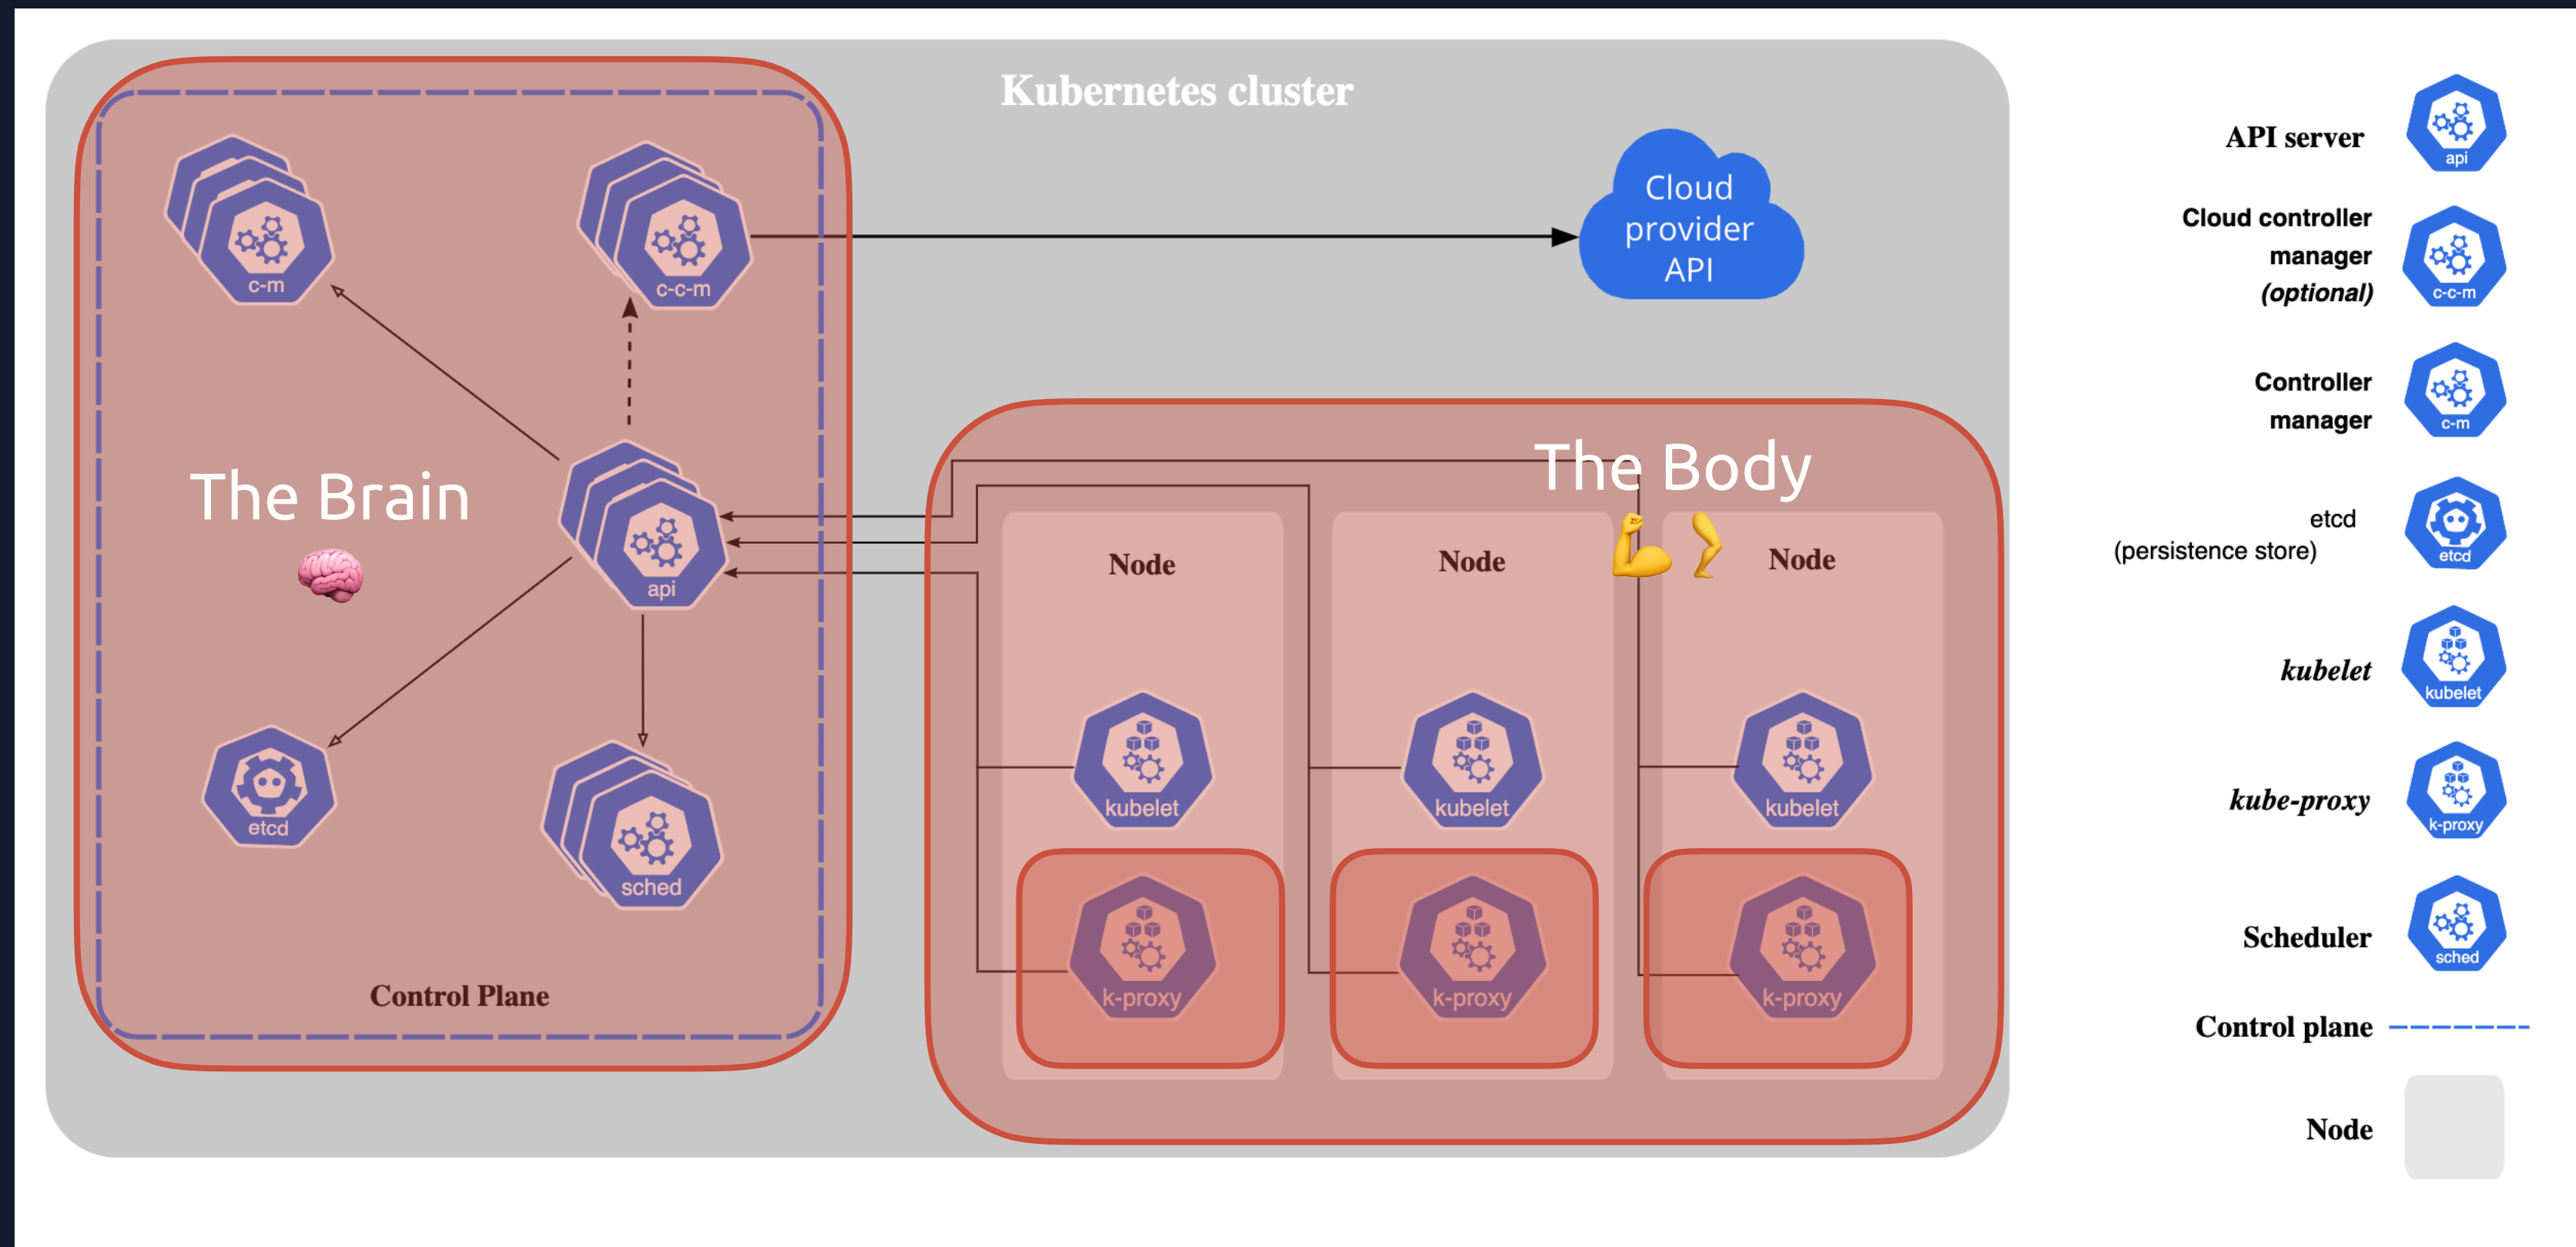 Kubernetes cluster
c-m
c-c-m
Cloud
provider
API
The Brain
api
etcd
sched
Control Plane
The Body
Node
Node
Node
kubelet
kubelet
kubelet
k-proxy
k-proxy
k-proxy
API server
api
Cloud controller
manager
(optional)
c-c-m
Controller
manager
c-m
etcd
(persistence store)
etcd
kubelet
kubelet
kube-proxy
k-proxy
Scheduler
sched
Control plane
Node